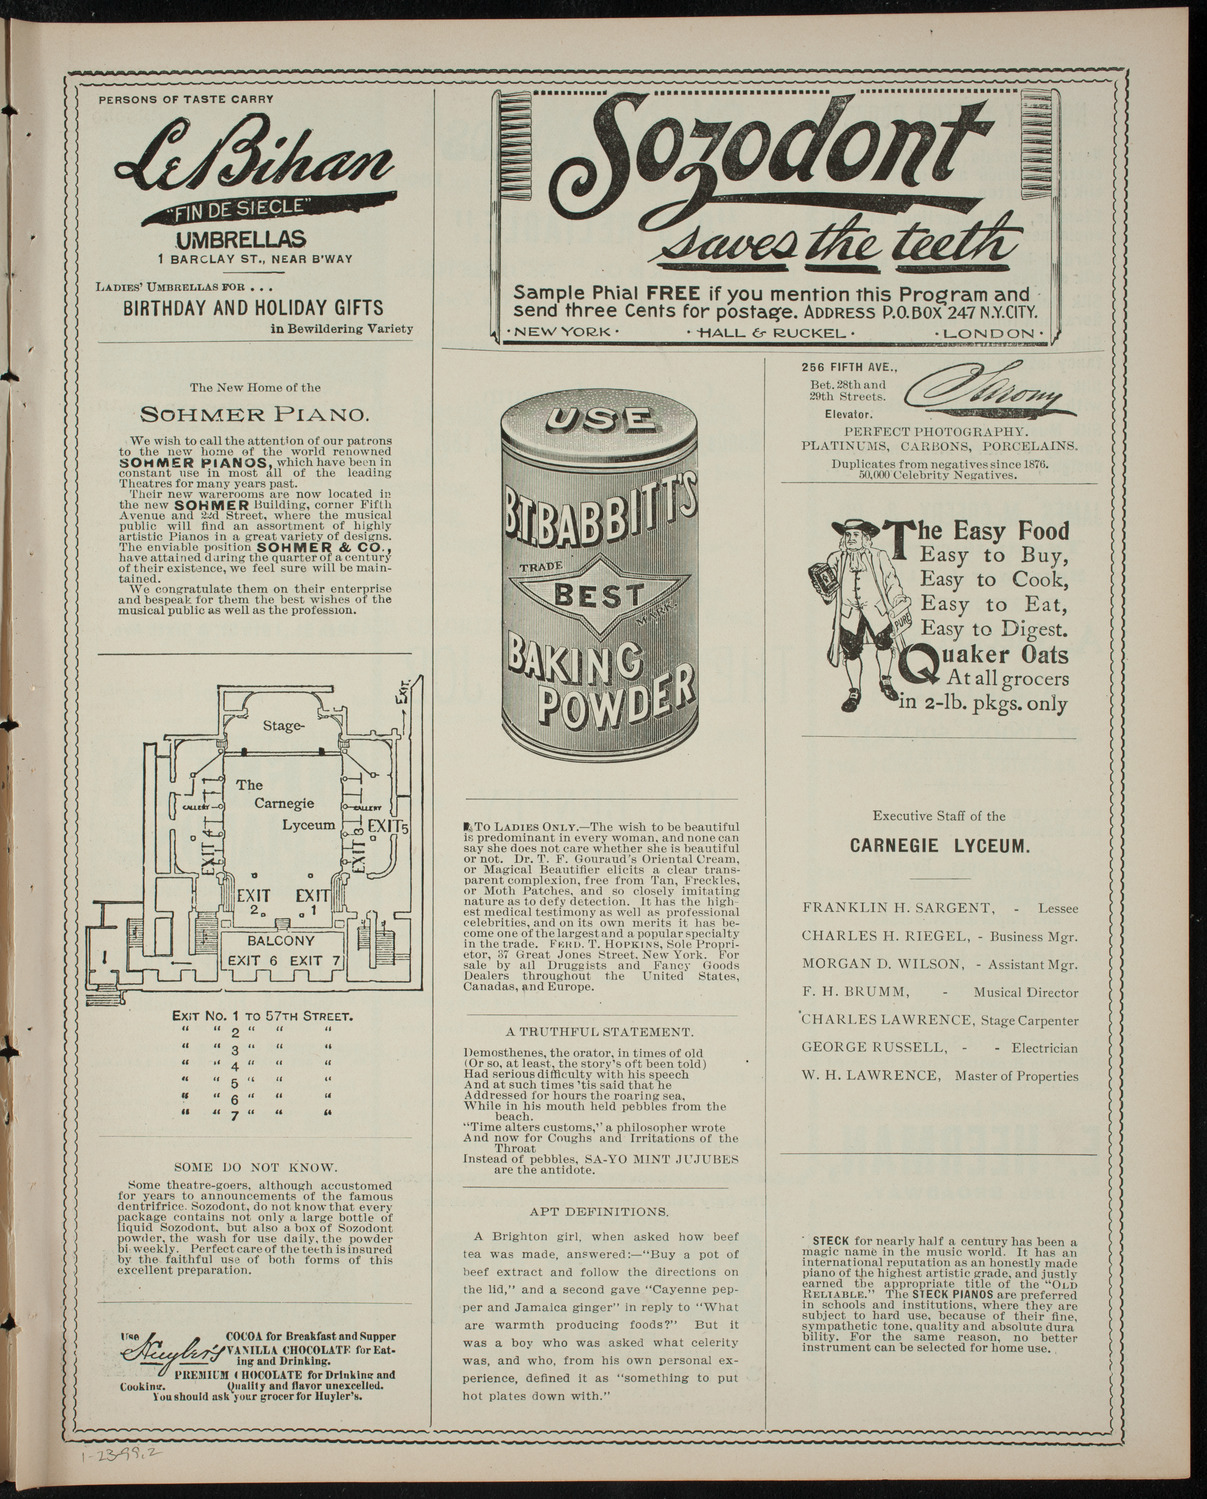 PERSONS OF TASTE CARRY
Le Bihan
"FIN DE SIECLE"
UMBRELLAS
1 BARCLAY ST., NEAR B'WAY
LADIES' UMBRELLAS FOR . . .
BIRTHDAY AND HOLIDAY GIFTS
in Bewildering Variety
The New Home of the
SOHMER PIANO.
We wish to call the attention of our patrons
to the new home of the world renowned
SOHMER PIANOS, which have been in
constant use in most all of the leading
Theatres for many years past.
Their new warerooms are now located in
the new SOHMER Building, corner Fifth
Avenue and 22d Street, where the musical
public will find an assortment of highly
artistic Pianos in a great variety of designs.
The enviable position SOHMER & CO.,
have attained during the quarter of a century
of their existence, we feel sure will be main-
tained.
We congratulate them on their enterprise
and bespeak for them the best wishes of the
musical public as well as the profession.
EXIT.
Stage-
The
Carnegie
Lyceum
GALLERY
GALLERY
EXIT 4
EXIT 3
EXIT 5
EXIT
2
EXIT
1
BALCONY
EXIT 6 EXIT 7
EXIT NO. 1 TO 57TH STREET.
" " 2 " " "
" " 3 " " "
" " 4 " " "
" " 5 " " "
" " 6 " " "
" " 7 " " "
SOME DO NOT KNOW.
Some theatre-goers, although accustomed
for years to announcements of the famous
dentrifrice. Sozodont, do not know that every
package contains not only a large bottle of
liquid Sozodont, but also a box of Sozodont
powder, the wash for use daily, the powder
bi weekly. Perfect care of the teeth is insured
by the faithful use of both forms of this
excellent preparation.
Use Huyler's COCOA for Breakfast and Supper
VANILLA CHOCOLATE for Eat-
ing and Drinking.
PREMIUM CHOCOLATE for Drinking and
Cooking. Quality and flavor unexcelled.
You should ask your grocer for Huyler's.
Sozodont
saves the teeth
Sample Phial FREE if you mention this Program and
send three Cents for postage. ADDRESS P.O. BOX 247 N.Y.CITY.
·NEW YORK· ·HALL & RUCKEL· ·LONDON·
USE
B.T. BABBITT'S
TRADE
BEST
MARK.
BAKING
POWDER
TO LADIES ONLY.—The wish to be beautiful
is predominant in every woman, and none can
say she does not care whether she is beautiful
or not. Dr. T. F. Gouraud's Oriental Cream,
or Magical Beautifier elicits a clear trans-
parent complexion, free from Tan, Freckles,
or Moth Patches, and so closely imitating
nature as to defy detection. It has the high-
est medical testimony as well as professional
celebrities, and on its own merits it has be-
come one of the largest and a popular specialty
in the trade. FERD. T. HOPKINS, Sole Propri-
etor, 37 Great Jones Street, New York. For
sale by all Druggists and Fancy Goods
Dealers throughout the United States,
Canadas, and Europe.
A TRUTHFUL STATEMENT.
Demosthenes, the orator, in times of old
(Or so, at least, the story's oft been told)
Had serious difficulty with his speech
And at such times 'tis said that he
Addressed for hours the roaring sea,
While in his mouth held pebbles from the
beach.
"Time alters customs," a philosopher wrote
And now for Coughs and Irritations of the
Throat
Instead of pebbles, SA-YO MINT JUJUBES
are the antidote.
APT DEFINITIONS.
A Brighton girl, when asked how beef
tea was made, answered:—"Buy a pot of
beef extract and follow the directions on
the lid," and a second gave "Cayenne pep-
per and Jamaica ginger" in reply to "What
are warmth producing foods?" But it
was a boy who was asked what celerity
was, and who, from his own personal ex-
perience, defined it as "something to put
hot plates down with."
256 FIFTH AVE.,
Bet. 28th and
29th Streets.
Elevator.
Sarony
PERFECT PHOTOGRAPHY.
PLATINUMS, CARBONS, PORCELAINS.
Duplicates from negatives since 1876.
50,000 Celebrity Negatives.
The Easy Food
Easy to Buy,
Easy to Cook,
Easy to Eat,
Easy to Digest.
Quaker Oats
At all grocers
in 2-lb. pkgs. only
PURE
Executive Staff of the
CARNEGIE LYCEUM.
FRANKLIN H. SARGENT, - Lessee
CHARLES H. RIEGEL, - Business Mgr.
MORGAN D. WILSON, - Assistant Mgr.
F. H. BRUMM, - Musical Director
CHARLES LAWRENCE, Stage Carpenter
GEORGE RUSSELL, - - Electrician
W. H. LAWRENCE, Master of Properties
STECK for nearly half a century has been a
magic name in the music world. It has an
international reputation as an honestly made
piano of the highest artistic grade, and justly
earned the appropriate title of the "OLD
RELIABLE." The STECK PIANOS are preferred
in schools and institutions, where they are
subject to hard use, because of their fine,
sympathetic tone, quality and absolute dura
bility. For the same reason, no better
instrument can be selected for home use.
1-23-99.2